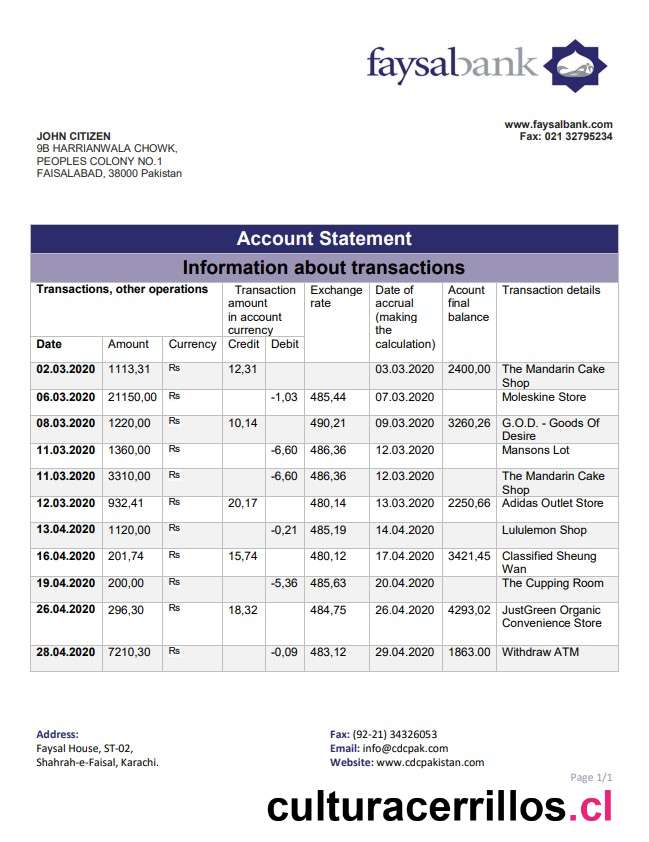 faysalbank
www.faysalbank.com
Fax: 021 32795234
JOHN CITIZEN
9B HARRIANWALA CHOWK,
PEOPLES COLONY NO.1
FAISALABAD, 38000 Pakistan
Account Statement
Information about transactions
Transactions, other operations
Transaction
amount
in account
currency
Exchange
rate
Date of
accrual
(making
the
calculation)
Acount
final
balance
Transaction details
Date Amount Currency Credit Debit
02.03.2020 1113,31 Rs 12,31 03.03.2020 2400,00 The Mandarin Cake
Shop
06.03.2020 21150,00 Rs -1,03 485,44 07.03.2020 Moleskine Store
08.03.2020 1220,00 Rs 10,14 490,21 09.03.2020 3260,26 G.O.D. - Goods Of
Desire
11.03.2020 1360,00 Rs -6,60 486,36 12.03.2020 Mansons Lot
11.03.2020 3310,00 Rs -6,60 486,36 12.03.2020 The Mandarin Cake
Shop
12.03.2020 932,41 Rs 20,17 480,14 13.03.2020 2250,66 Adidas Outlet Store
13.04.2020 1120,00 Rs -0,21 485,19 14.04.2020 Lululemon Shop
16.04.2020 201,74 Rs 15,74 480,12 17.04.2020 3421,45 Classified Sheung
Wan
19.04.2020 200,00 Rs -5,36 485,63 20.04.2020 The Cupping Room
26.04.2020 296,30 Rs 18,32 484,75 26.04.2020 4293,02 JustGreen Organic
Convenience Store
28.04.2020 7210,30 Rs -0,09 483,12 29.04.2020 1863.00 Withdraw ATM
Address:
Faysal House, ST-02,
Shahrah-e-Faisal, Karachi.
Fax: (92-21) 34326053
Email: info@cdcpak.com
Website: www.cdcpakistan.com
Page 1/1
culturacerrillos.cl